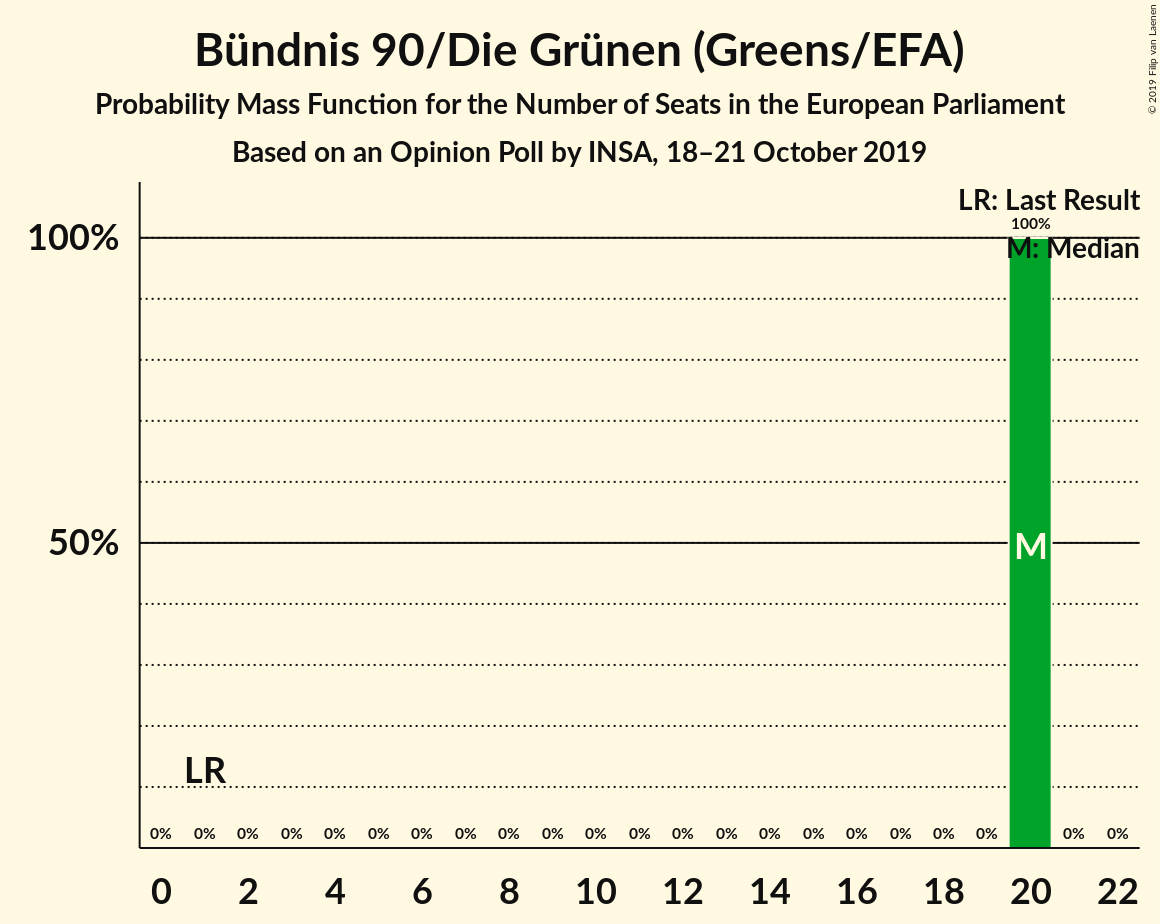 Bündnis 90/Die Grünen (Greens/EFA)
Probability Mass Function for the Number of Seats in the European Parliament
Based on an Opinion Poll by INSA, 18–21 October 2019
© 2019 Filip van Laenen
LR: Last Result
100%
M: Median
100%
50%
M
LR
0% 0% 0% 0% 0% 0% 0% 0% 0% 0% 0% 0% 0% 0% 0% 0% 0% 0% 0% 0% 0% 0%
0 2 4 6 8 10 12 14 16 18 20 22